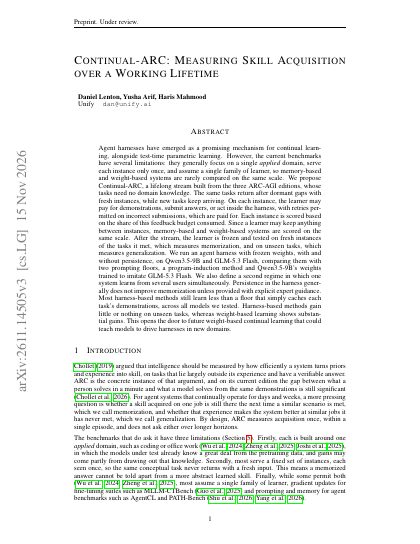 Preprint. Under review.
CONTINUAL-ARC: MEASURING SKILL ACQUISITION
OVER A WORKING LIFETIME
Daniel Lenton, Yusha Arif, Haris Mahmood
Unify dan@unify.ai
ABSTRACT
Agent harnesses have emerged as a promising mechanism for continual learn-
ing, alongside test-time parametric learning. However, the current benchmarks
have several limitations: they generally focus on a single applied domain, serve
each instance only once, and assume a single family of learner, so memory-based
and weight-based systems are rarely compared on the same scale. We propose
Continual-ARC, a lifelong stream built from the three ARC-AGI editions, whose
tasks need no domain knowledge. The same tasks return after dormant gaps with
fresh instances, while new tasks keep arriving. On each instance, the learner may
pay for demonstrations, submit answers, or act inside the harness, with retries per-
mitted on incorrect submissions, which are paid for. Each instance is scored based
on the share of this feedback budget consumed. Since a learner may keep anything
between instances, memory-based and weight-based systems are scored on the
same scale. After the stream, the learner is frozen and tested on fresh instances
of the tasks it met, which measures memorization, and on unseen tasks, which
measures generalization. We run an agent harness with frozen weights, with and
without persistence, on Qwen3.5-9B and GLM-5.3 Flash, comparing them with
two prompting floors, a program-induction method and Qwen3.5-9B's weights
trained to imitate GLM-5.3 Flash. We also define a second regime in which one
system learns from several users simultaneously. Persistence in the harness gener-
ally does not improve memorization unless provided with explicit expert guidance.
Most harness-based methods still learn less than a floor that simply caches each
task's demonstrations, across all models we tested. Harness-based methods gain
little or nothing on unseen tasks, whereas weight-based learning shows substan-
tial gains. This opens the door to future weight-based continual learning that could
teach models to drive harnesses in new domains.
1 INTRODUCTION
Chollet (2019) argued that intelligence should be measured by how efficiently a system turns priors
and experience into skill, on tasks that lie largely outside its experience and have a verifiable answer.
ARC is the concrete instance of that argument, and on its current edition the gap between what a
person solves in a minute and what a model solves from the same demonstrations is still significant
(Chollet et al., 2026). For agent systems that continually operate for days and weeks, a more pressing
question is whether a skill acquired on one job is still there the next time a similar scenario is met,
which we call memorization, and whether that experience makes the system better at similar jobs it
has never met, which we call generalization. By design, ARC measures acquisition once, within a
single episode, and does not ask either over longer horizons.
The benchmarks that do ask it have three limitations (Section 5). Firstly, each is built around one
applied domain, such as coding or office work (Wu et al., 2024; Zheng et al., 2025; Joshi et al., 2025),
in which the models under test already know a great deal from the pretraining data, and gains may
come partly from drawing out that knowledge. Secondly, most serve a fixed set of instances, each
seen once, so the same conceptual task never returns with a fresh input. This means a memorized
answer cannot be told apart from a more abstract learned skill. Finally, while some permit both
(Wu et al., 2024; Zheng et al., 2025), most assume a single family of learner, gradient updates for
fine-tuning suites such as MLLM-CTBench (Guo et al., 2025) and prompting and memory for agent
benchmarks such as AgentCL and PATH-Bench (Shu et al., 2026; Yang et al., 2026).
1
arXiv:2611.14505v3 [cs.LG] 15 Nov 2026